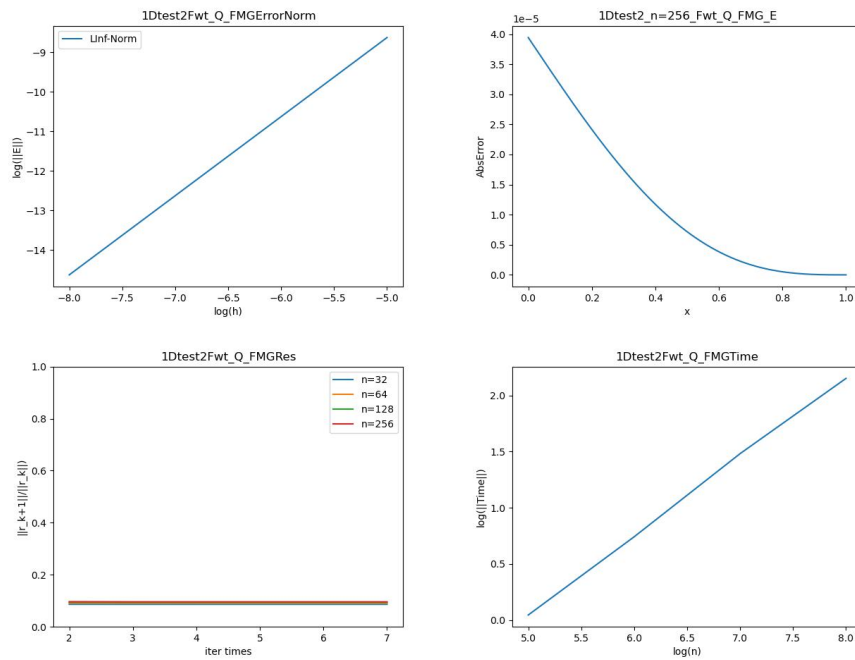 1Dtest2Fwt_Q_FMGErrorNorm
LInf-Norm
−9
−10
−11
−12
−13
−14
log(||E||)
−8.0 −7.5 −7.0 −6.5 −6.0 −5.5 −5.0
log(h)
1Dtest2_n=256_Fwt_Q_FMG_E
1e−5
4.0
3.5
3.0
2.5
2.0
1.5
1.0
0.5
0.0
AbsError
0.0 0.2 0.4 0.6 0.8 1.0
x
1Dtest2Fwt_Q_FMGRes
n=32
n=64
n=128
n=256
1.0
0.8
0.6
0.4
0.2
0.0
||r_k+1||/||r_k||)
2 3 4 5 6 7
iter times
1Dtest2Fwt_Q_FMGTime
2.0
1.5
1.0
0.5
0.0
log(||Time||)
5.0 5.5 6.0 6.5 7.0 7.5 8.0
log(n)